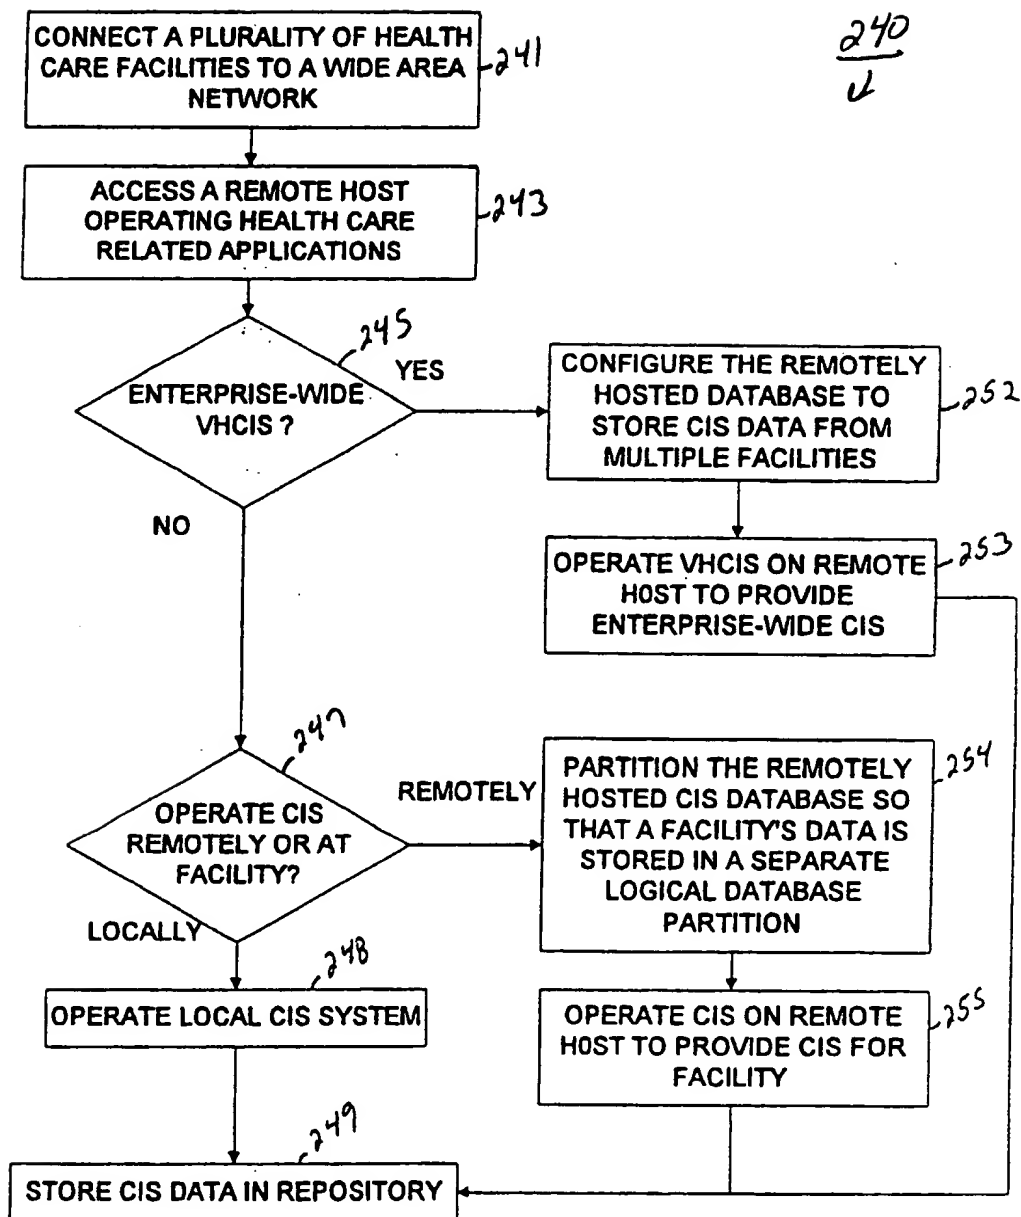 CONNECT A PLURALITY OF HEALTH
CARE FACILITIES TO A WIDE AREA
NETWORK
241
240
ACCESS A REMOTE HOST
OPERATING HEALTH CARE
RELATED APPLICATIONS
243
245
ENTERPRISE-WIDE
VHCIS ?
YES
NO
CONFIGURE THE REMOTELY
HOSTED DATABASE TO
STORE CIS DATA FROM
MULTIPLE FACILITIES
252
OPERATE VHCIS ON REMOTE
HOST TO PROVIDE
ENTERPRISE-WIDE CIS
253
247
OPERATE CIS
REMOTELY OR AT
FACILITY?
REMOTELY
LOCALLY
PARTITION THE REMOTELY
HOSTED CIS DATABASE SO
THAT A FACILITY'S DATA IS
STORED IN A SEPARATE
LOGICAL DATABASE
PARTITION
254
248
OPERATE LOCAL CIS SYSTEM
OPERATE CIS ON REMOTE
HOST TO PROVIDE CIS FOR
FACILITY
255
249
STORE CIS DATA IN REPOSITORY